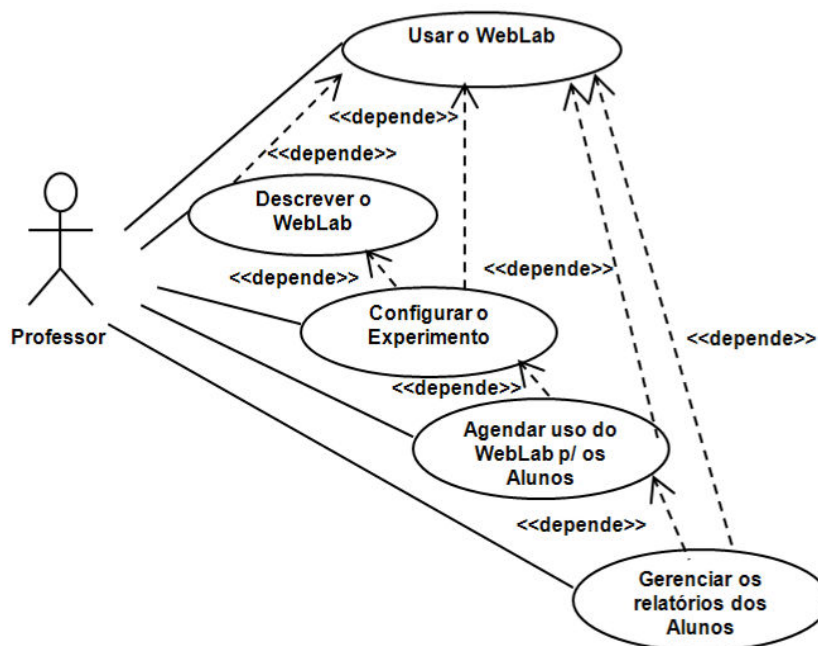 Usar o WebLab
<<depende>>
<<depende>>
Descrever o
WebLab
<<depende>>
<<depende>>
Configurar o
Experimento
Professor
<<depende>>
<<depende>>
Agendar uso do
WebLab p/ os
Alunos
<<depende>>
Gerenciar os
relatórios dos
Alunos